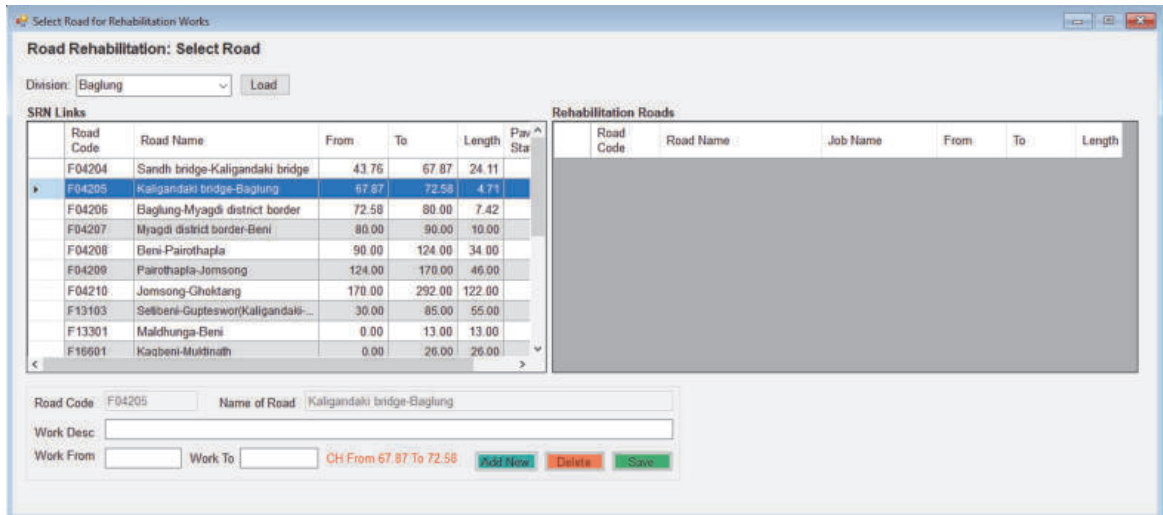 Select Road for Rehabilitation Works
Road Rehabilitation: Select Road
Division: Baglung Load
SRN Links
Road Code Road Name From To Length Pav Sta
F04204 Sandh bridge-Kaligandaki bridge 43.76 67.87 24.11
F04205 Kaligandaki bridge-Baglung 67.87 72.58 4.71
F04206 Baglung-Myagdi district border 72.58 80.00 7.42
F04207 Myagdi district border-Beni 80.00 90.00 10.00
F04208 Beni-Pairothapla 90.00 124.00 34.00
F04209 Pairothapla-Jomsong 124.00 170.00 46.00
F04210 Jomsong-Ghoktang 170.00 292.00 122.00
F13103 Setibeni-Gupteswor(Kaligandaki-... 30.00 85.00 55.00
F13301 Maldhunga-Beni 0.00 13.00 13.00
F16601 Kagbeni-Muktinath 0.00 26.00 26.00
Rehabilitation Roads
Road Code Road Name Job Name From To Length
Road Code F04205 Name of Road Kaligandaki bridge-Baglung
Work Desc
Work From Work To CH From 67.87 To 72.58 Add New Delete Save